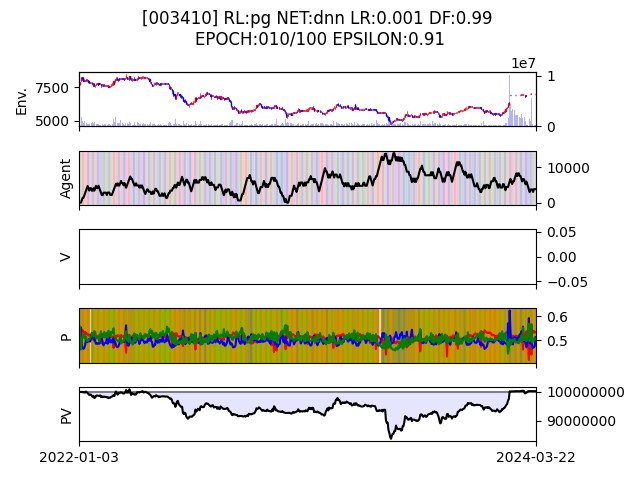 [003410] RL:pg NET:dnn LR:0.001 DF:0.99
EPOCH:010/100 EPSILON:0.91
1e7
Env.
7500
5000
1
0
Agent
10000
0
V
0.05
0.00
−0.05
P
0.6
0.5
PV
100000000
90000000
2022-01-03
2024-03-22